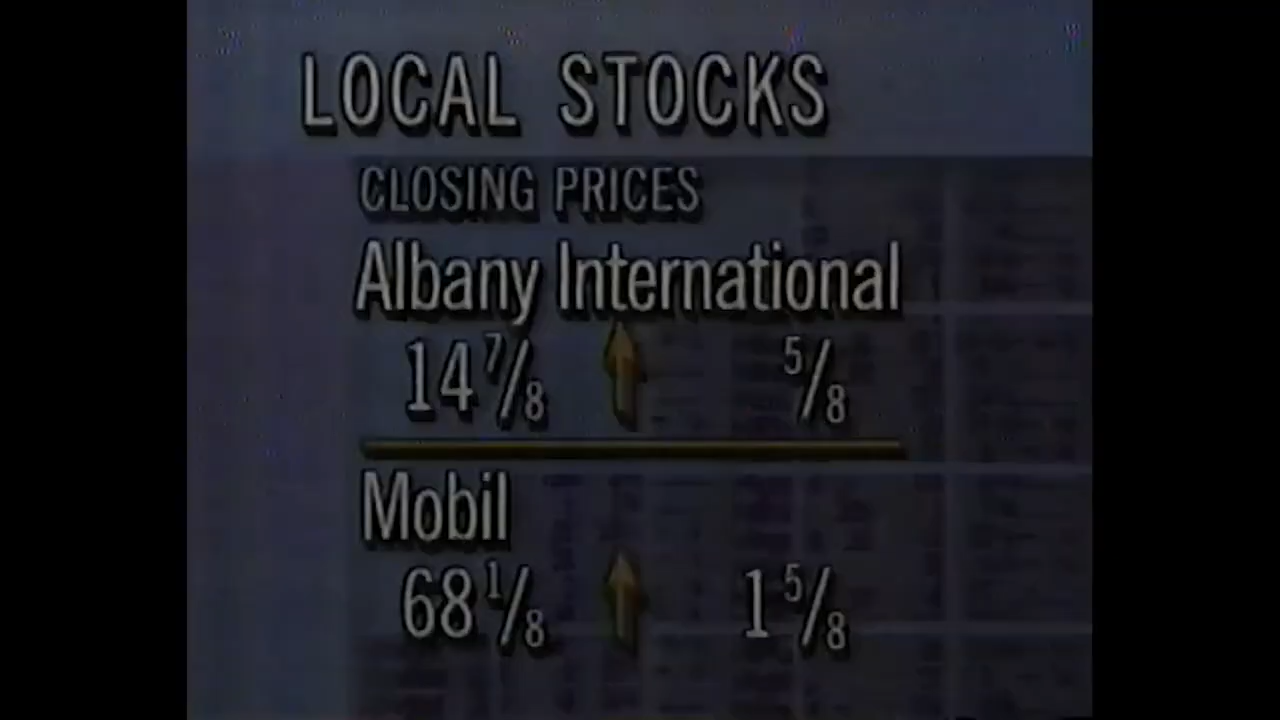 LOCAL STOCKS
CLOSING PRICES
Albany International
14 7/8 5/8
Mobil
68 1/8 1 5/8